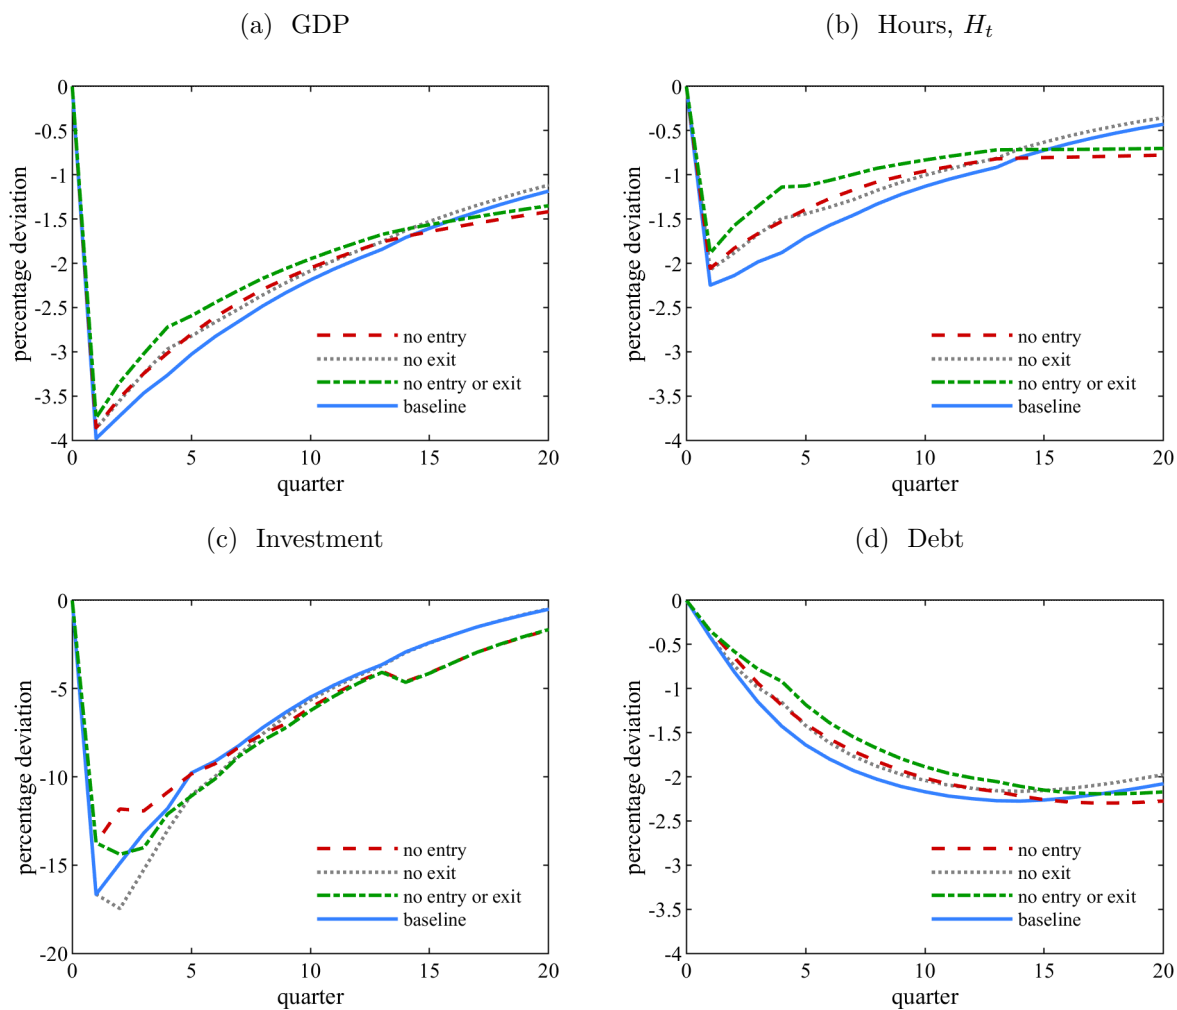 (a) GDP
0
-0.5
-1
-1.5
-2
-2.5
-3
-3.5
-4
percentage deviation
no entry
no exit
no entry or exit
baseline
0 5 10 15 20
quarter
(b) Hours, H_t
0
-0.5
-1
-1.5
-2
-2.5
-3
-3.5
-4
percentage deviation
no entry
no exit
no entry or exit
baseline
0 5 10 15 20
quarter
(c) Investment
0
-5
-10
-15
-20
percentage deviation
no entry
no exit
no entry or exit
baseline
0 5 10 15 20
quarter
(d) Debt
0
-0.5
-1
-1.5
-2
-2.5
-3
-3.5
-4
percentage deviation
no entry
no exit
no entry or exit
baseline
0 5 10 15 20
quarter